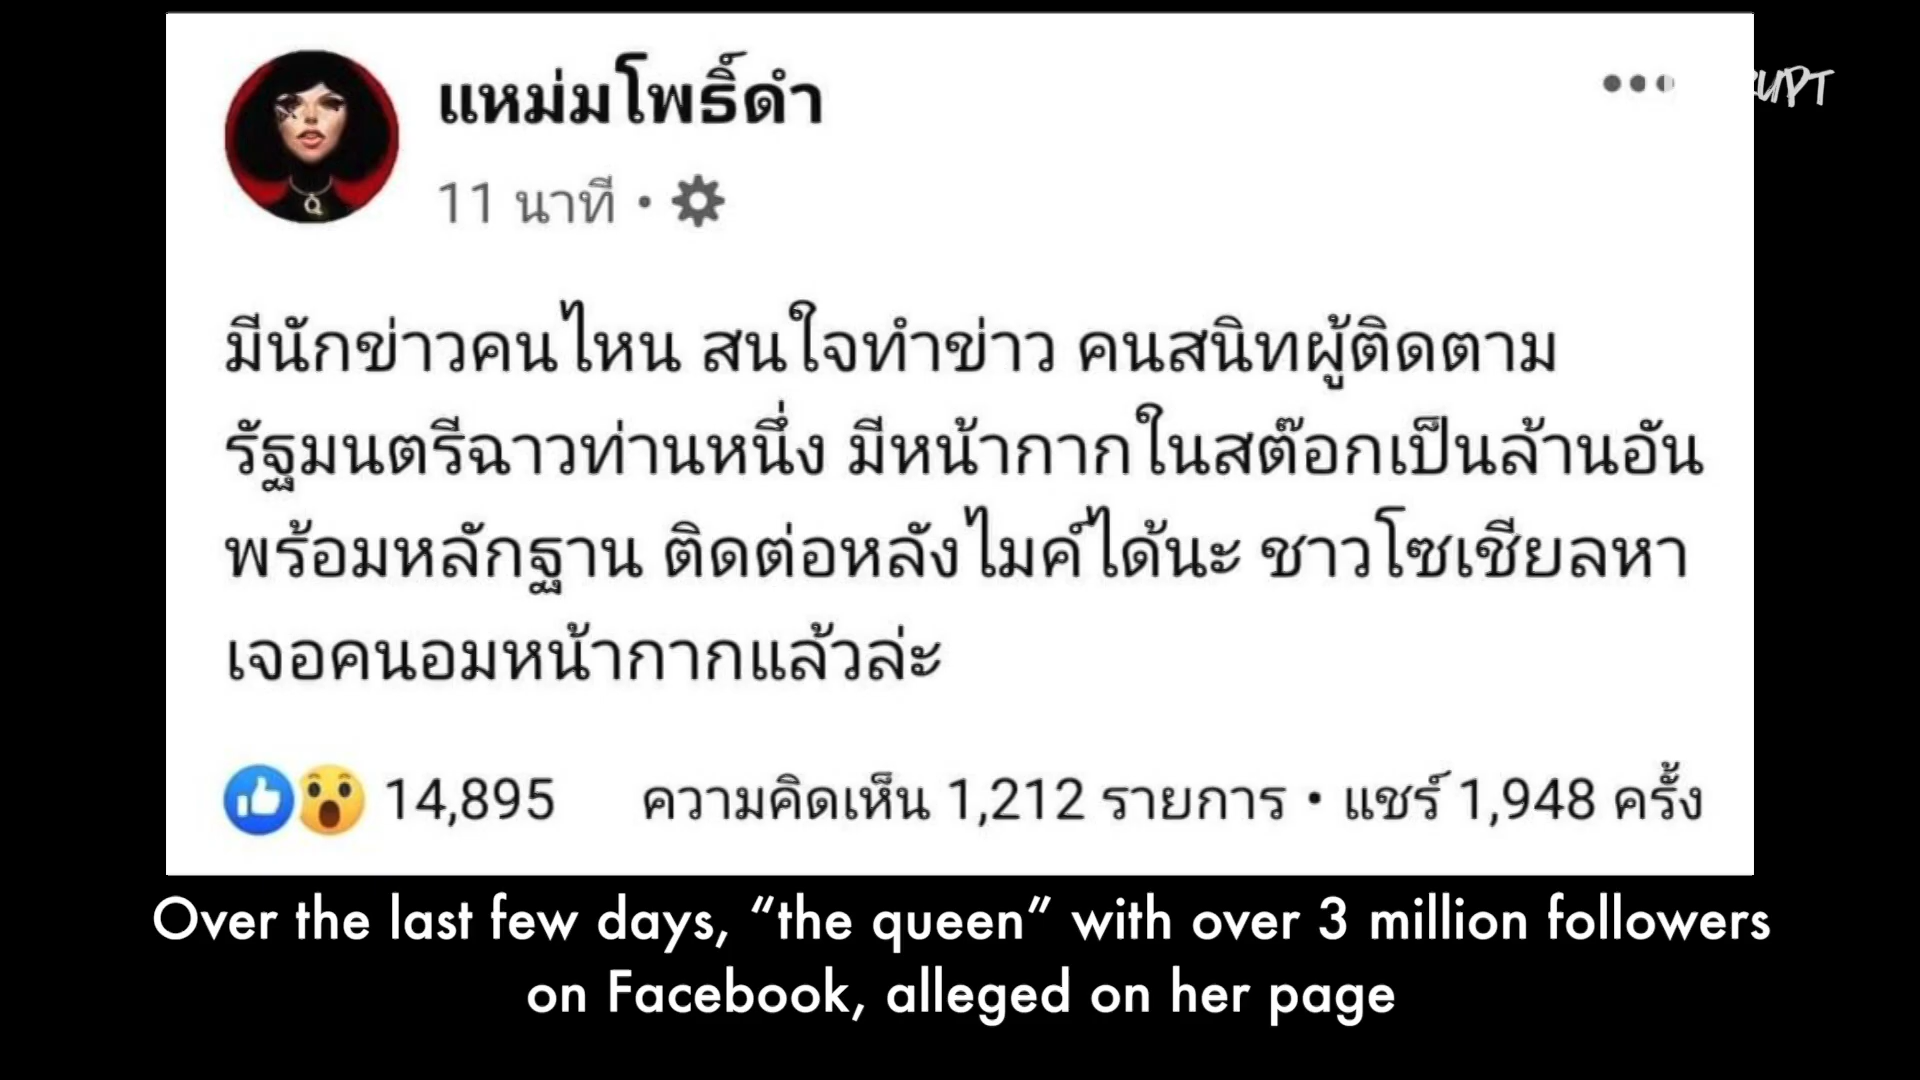 แหม่มโพธิ์ดำ
11 นาที
มีนักข่าวคนไหน สนใจทำข่าว คนสนิทผู้ติดตาม
รัฐมนตรีฉาวท่านหนึ่ง มีหน้ากากในสต๊อกเป็นล้านอัน
พร้อมหลักฐาน ติดต่อหลังไมค์ได้นะ ชาวโซเชียลหา
เจอคนอมหน้ากากแล้วล่ะ
14,895 ความคิดเห็น 1,212 รายการ • แชร์ 1,948 ครั้ง
Over the last few days, “the queen” with over 3 million followers
on Facebook, alleged on her page